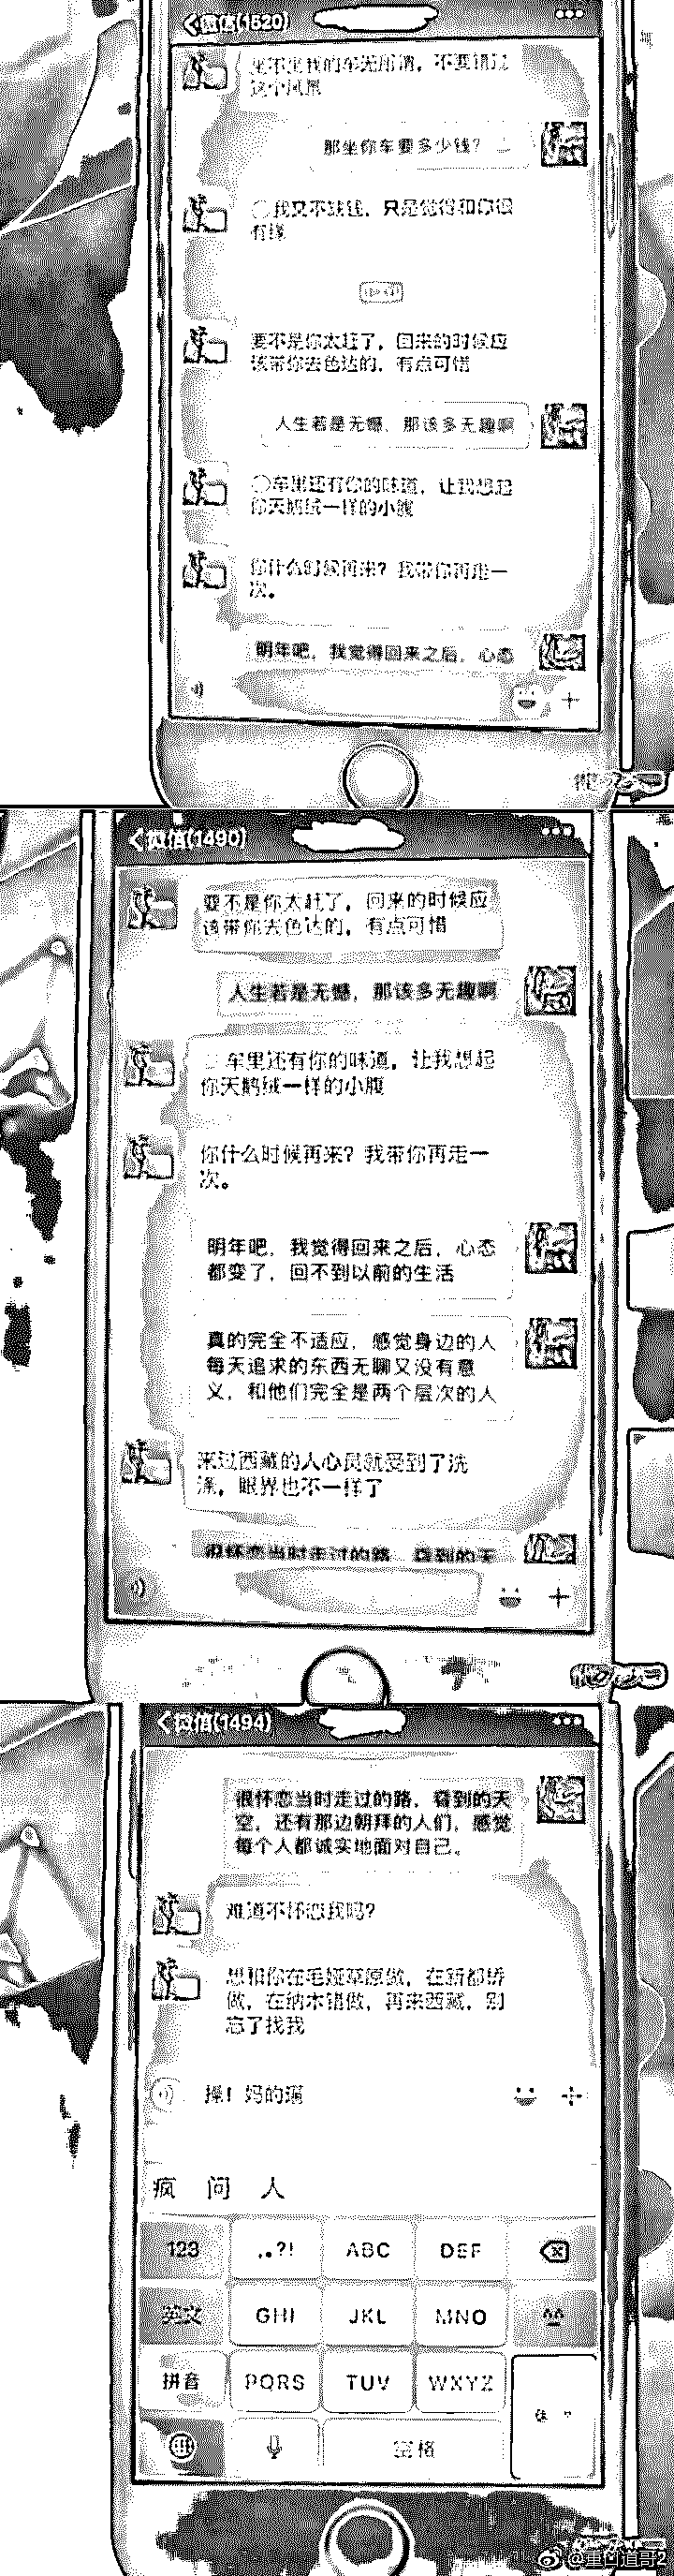 微信(1520)
坐不坐我的车无所谓，不要错过
这个风景
那坐你车要多少钱？
我又不缺钱，只是觉得和你很
有缘
要不是你太赶了，回来的时候应
该带你去色达的，有点可惜
人生若是无憾，那该多无趣啊
车里还有你的味道，让我想起
你天鹅绒一样的小腹
你什么时候再来？我带你再走一
次。
明年吧，我觉得回来之后，心态
微信(1490)
要不是你太赶了，回来的时候应
该带你去色达的，有点可惜
人生若是无憾，那该多无趣啊
车里还有你的味道，让我想起
你天鹅绒一样的小腹
你什么时候再来？我带你再走一
次。
明年吧，我觉得回来之后，心态
都变了，回不到以前的生活
真的完全不适应，感觉身边的人
每天追求的东西无聊又没有意
义，和他们完全是两个层次的人
来过西藏的人心灵就受到了洗
涤，眼界也不一样了
很怀恋当时走过的路，看到的天
微信(1494)
很怀恋当时走过的路，看到的天
空，还有那边朝拜的人们，感觉
每个人都诚实地面对自己。
难道不怀恋我吗？
想和你在毛垭草原做，在新都桥
做，在纳木错做，再来西藏，别
忘了找我
操！妈的逼
疯 问 人
123 ..?! ABC DEF
英文 GHI JKL MNO ^^
拼音 PQRS TUV WXYZ
空格